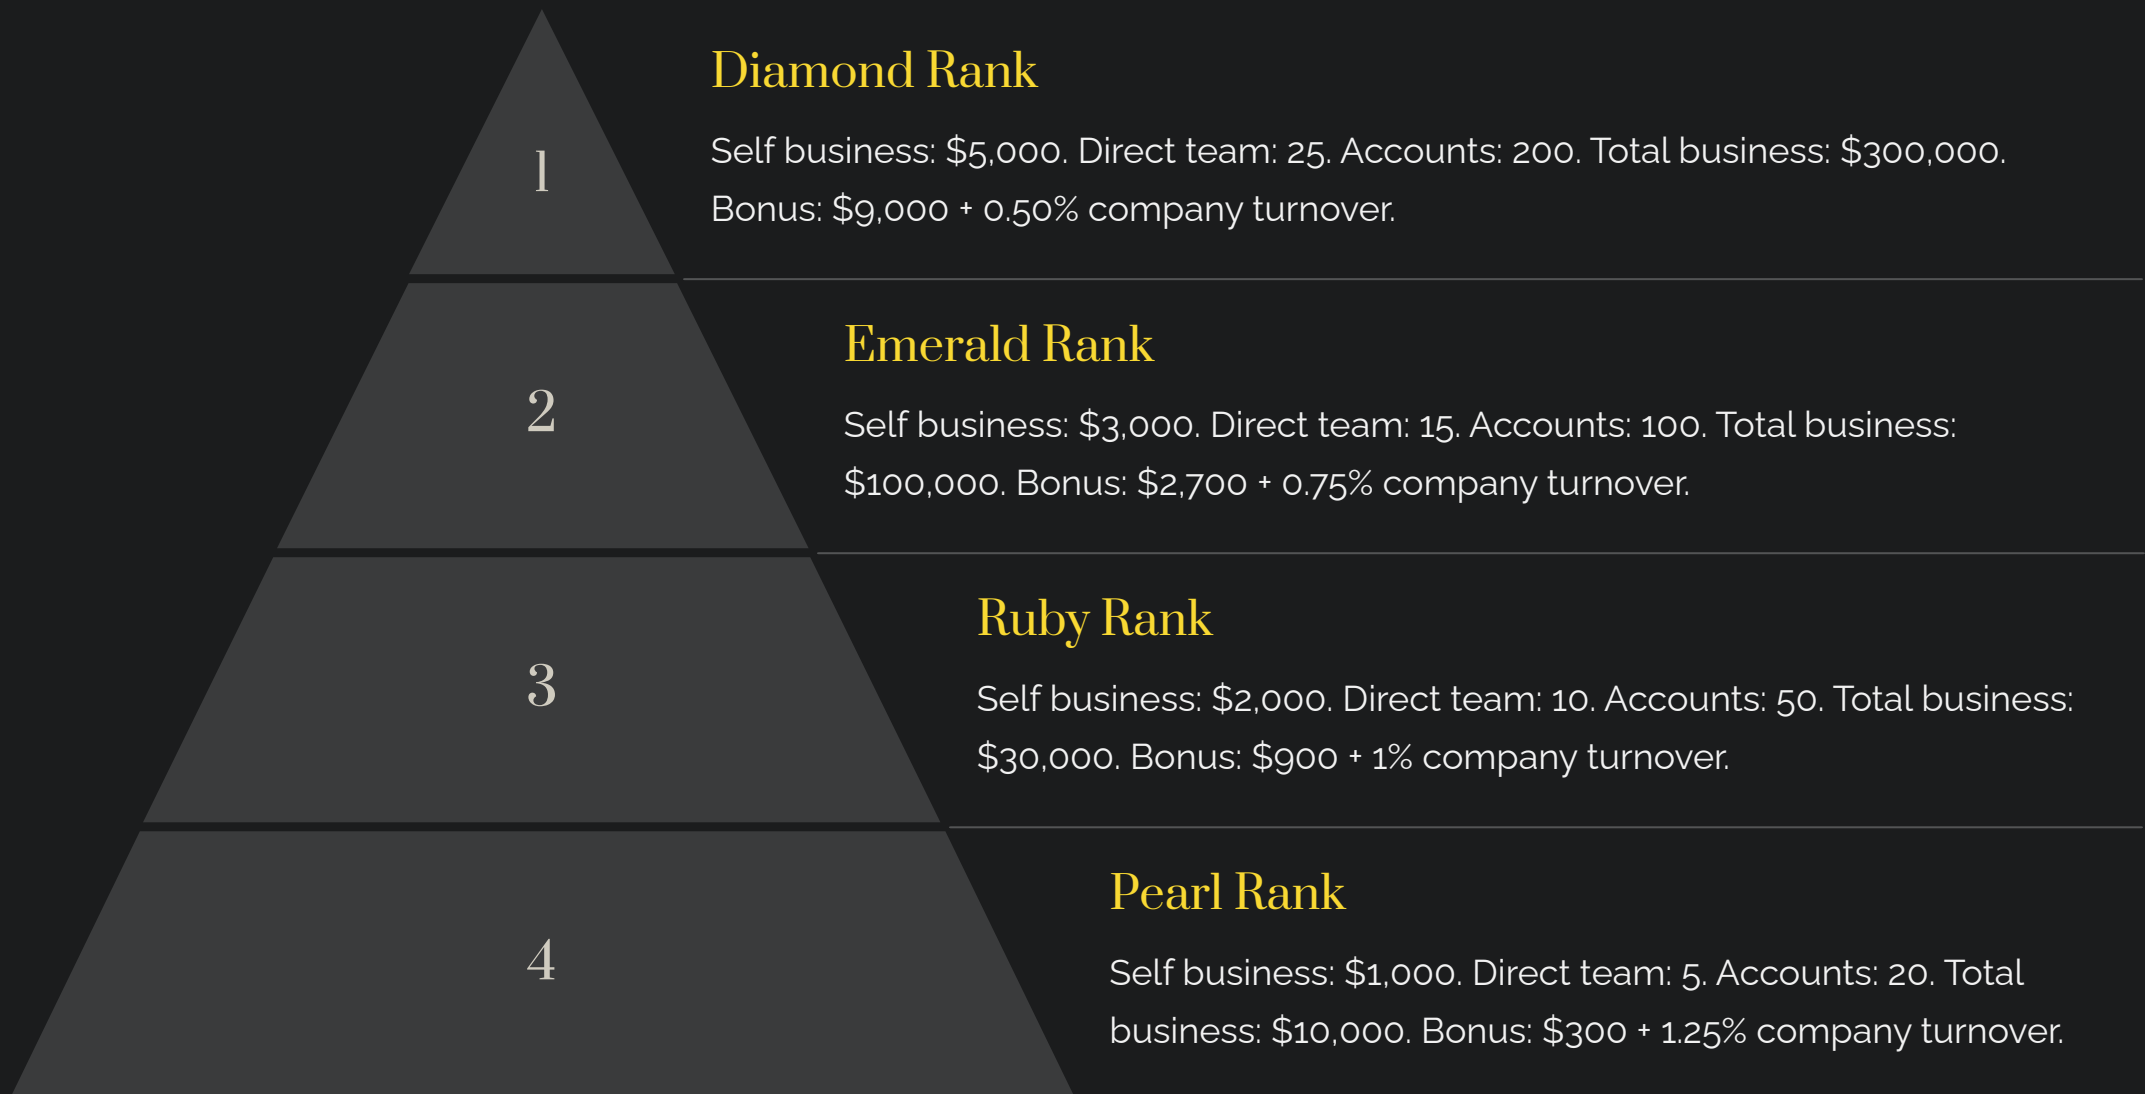 Diamond Rank
1
Self business: $5,000. Direct team: 25. Accounts: 200. Total business: $300,000.
Bonus: $9,000 + 0.50% company turnover.
Emerald Rank
2
Self business: $3,000. Direct team: 15. Accounts: 100. Total business:
$100,000. Bonus: $2,700 + 0.75% company turnover.
Ruby Rank
3
Self business: $2,000. Direct team: 10. Accounts: 50. Total business:
$30,000. Bonus: $900 + 1% company turnover.
Pearl Rank
4
Self business: $1,000. Direct team: 5. Accounts: 20. Total
business: $10,000. Bonus: $300 + 1.25% company turnover.